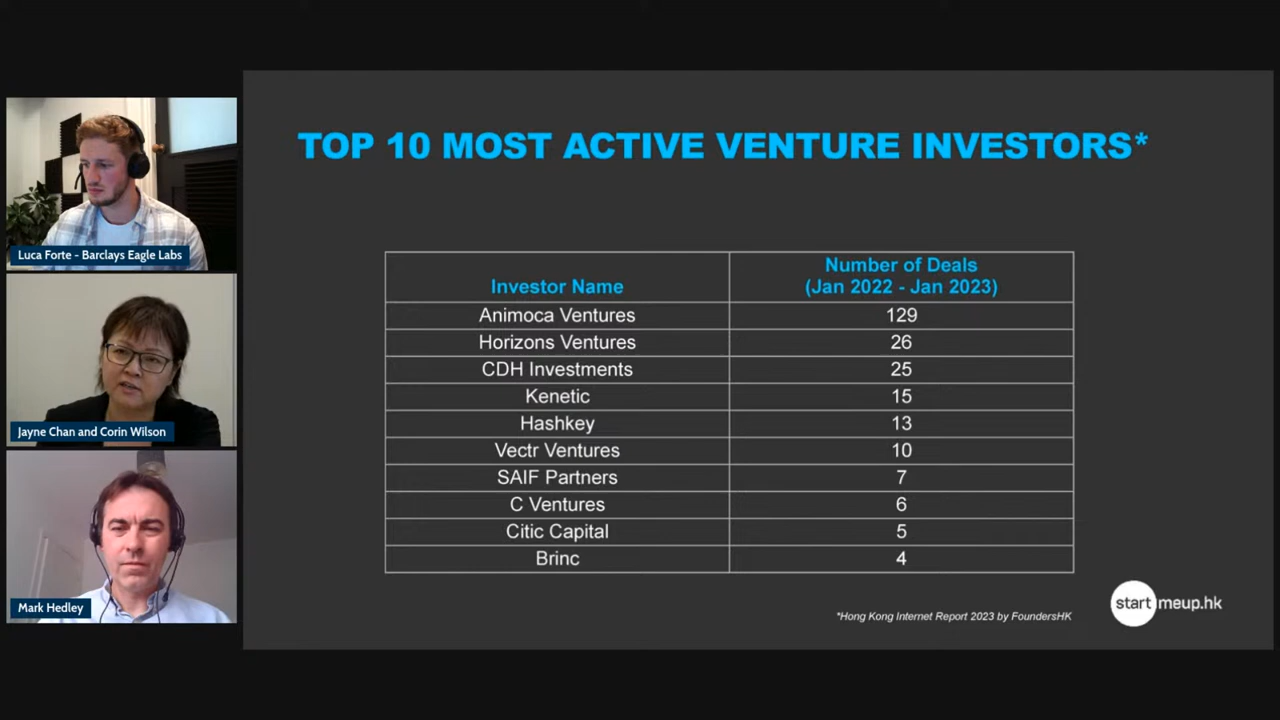 Luca Forte - Barclays Eagle Labs
Jayne Chan and Corin Wilson
Mark Hedley
TOP 10 MOST ACTIVE VENTURE INVESTORS*
Investor Name
Number of Deals
(Jan 2022 - Jan 2023)
Animoca Ventures 129
Horizons Ventures 26
CDH Investments 25
Kenetic 15
Hashkey 13
Vectr Ventures 10
SAIF Partners 7
C Ventures 6
Citic Capital 5
Brinc 4
*Hong Kong Internet Report 2023 by FoundersHK
startmeup.hk